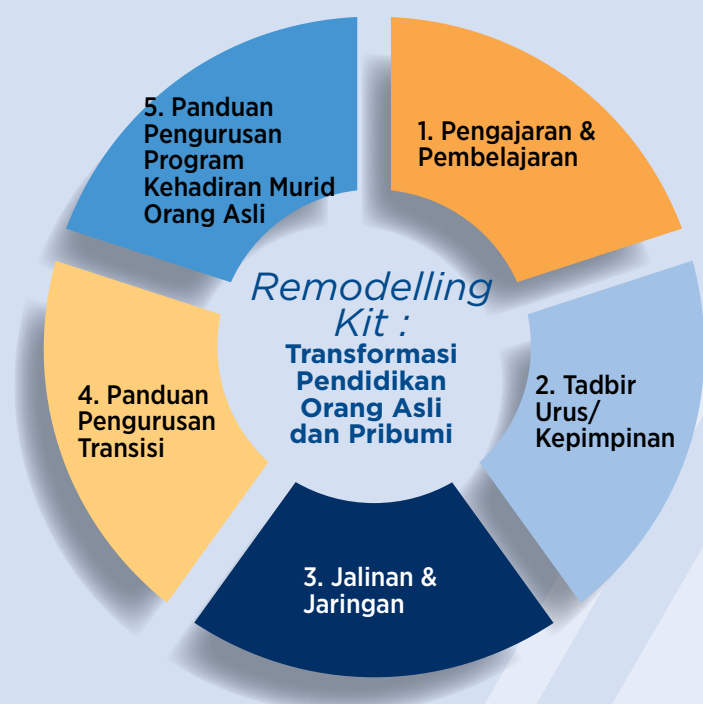 Remodelling
Kit :
Transformasi
Pendidikan
Orang Asli
dan Pribumi
1. Pengajaran &
Pembelajaran
2. Tadbir
Urus/
Kepimpinan
3. Jalinan &
Jaringan
4. Panduan
Pengurusan
Transisi
5. Panduan
Pengurusan
Program
Kehadiran Murid
Orang Asli